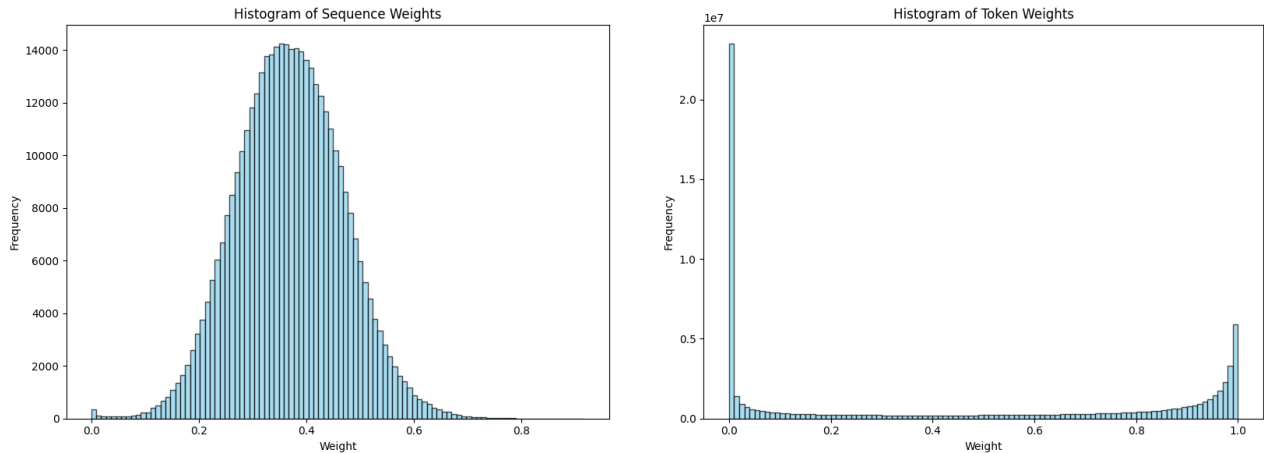 Histogram of Sequence Weights
14000
12000
10000
8000
6000
4000
2000
0
Frequency
0.0 0.2 0.4 0.6 0.8
Weight
Histogram of Token Weights
1e7
2.0
1.5
1.0
0.5
0.0
Frequency
0.0 0.2 0.4 0.6 0.8 1.0
Weight